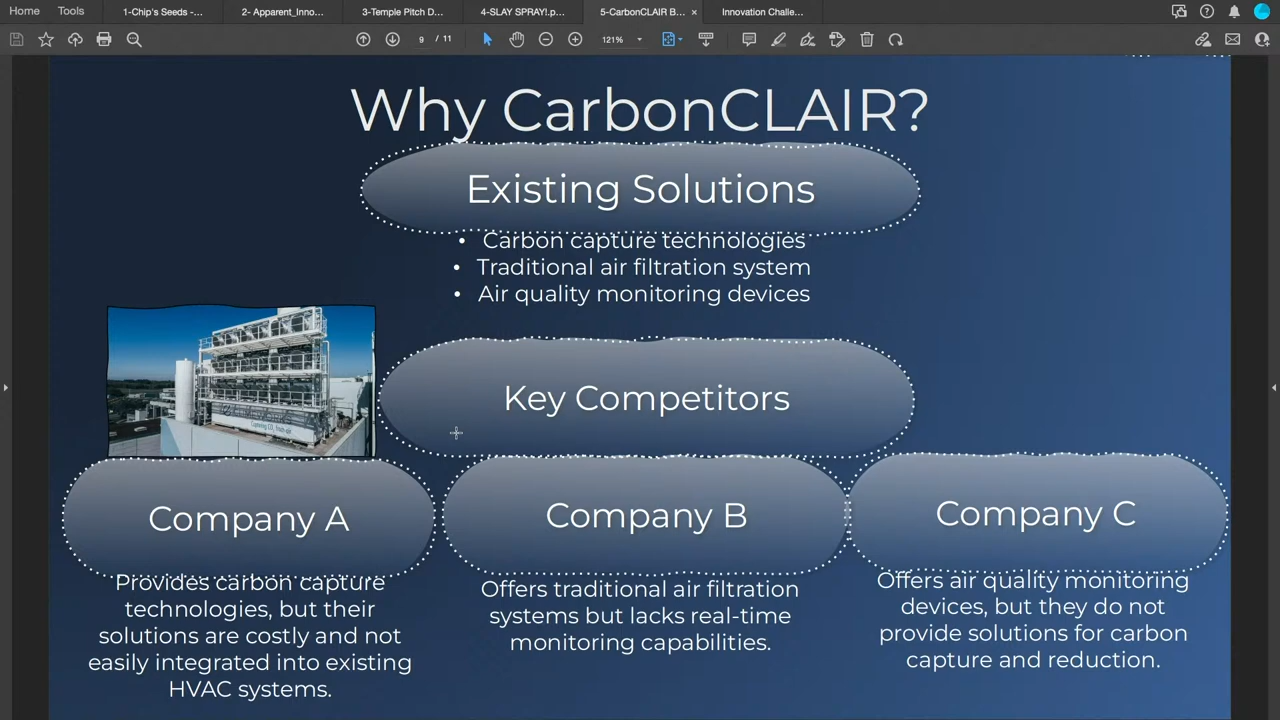 Home
Tools
1-Chip's Seeds -...
2- Apparent_Inno...
3-Temple Pitch D...
4-SLAY SPRAY!.p...
5-CarbonCLAIR B...
×
Innovation Challe...
9 / 11
121%
Why CarbonCLAIR?
Existing Solutions
• Carbon capture technologies
• Traditional air filtration system
• Air quality monitoring devices
Key Competitors
Company A
Company B
Company C
Provides carbon capture
technologies, but their
solutions are costly and not
easily integrated into existing
HVAC systems.
Offers traditional air filtration
systems but lacks real-time
monitoring capabilities.
Offers air quality monitoring
devices, but they do not
provide solutions for carbon
capture and reduction.